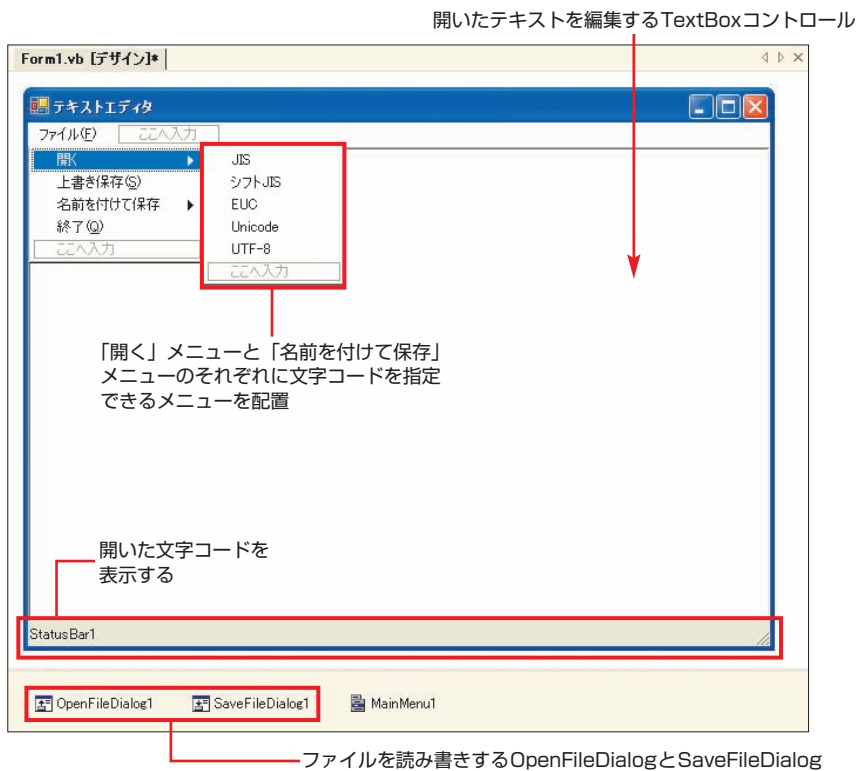 開いたテキストを編集するTextBoxコントロール
Form1.vb [デザイン]*
テキストエディタ
ファイル(F) ここへ入力
開く
上書き保存(S)
名前を付けて保存
終了(Q)
ここへ入力
JIS
シフトJIS
EUC
Unicode
UTF-8
ここへ入力
「開く」メニューと「名前を付けて保存」
メニューのそれぞれに文字コードを指定
できるメニューを配置
開いた文字コードを
表示する
StatusBar1
OpenFileDialog1 SaveFileDialog1 MainMenu1
ファイルを読み書きするOpenFileDialogとSaveFileDialog